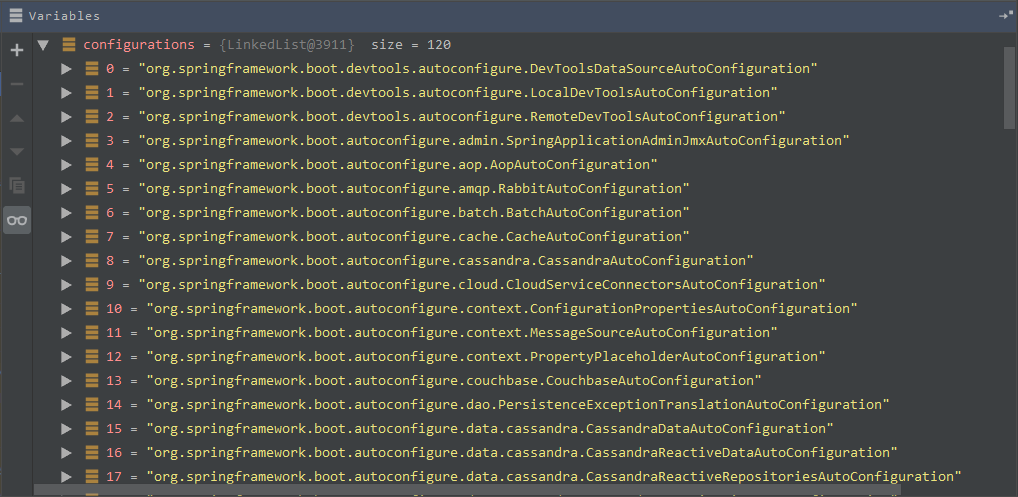 Variables
configurations = {LinkedList@3911} size = 120
0 = "org.springframework.boot.devtools.autoconfigure.DevToolsDataSourceAutoConfiguration"
1 = "org.springframework.boot.devtools.autoconfigure.LocalDevToolsAutoConfiguration"
2 = "org.springframework.boot.devtools.autoconfigure.RemoteDevToolsAutoConfiguration"
3 = "org.springframework.boot.autoconfigure.admin.SpringApplicationAdminJmxAutoConfiguration"
4 = "org.springframework.boot.autoconfigure.aop.AopAutoConfiguration"
5 = "org.springframework.boot.autoconfigure.amqp.RabbitAutoConfiguration"
6 = "org.springframework.boot.autoconfigure.batch.BatchAutoConfiguration"
7 = "org.springframework.boot.autoconfigure.cache.CacheAutoConfiguration"
8 = "org.springframework.boot.autoconfigure.cassandra.CassandraAutoConfiguration"
9 = "org.springframework.boot.autoconfigure.cloud.CloudServiceConnectorsAutoConfiguration"
10 = "org.springframework.boot.autoconfigure.context.ConfigurationPropertiesAutoConfiguration"
11 = "org.springframework.boot.autoconfigure.context.MessageSourceAutoConfiguration"
12 = "org.springframework.boot.autoconfigure.context.PropertyPlaceholderAutoConfiguration"
13 = "org.springframework.boot.autoconfigure.couchbase.CouchbaseAutoConfiguration"
14 = "org.springframework.boot.autoconfigure.dao.PersistenceExceptionTranslationAutoConfiguration"
15 = "org.springframework.boot.autoconfigure.data.cassandra.CassandraDataAutoConfiguration"
16 = "org.springframework.boot.autoconfigure.data.cassandra.CassandraReactiveDataAutoConfiguration"
17 = "org.springframework.boot.autoconfigure.data.cassandra.CassandraReactiveRepositoriesAutoConfiguration"